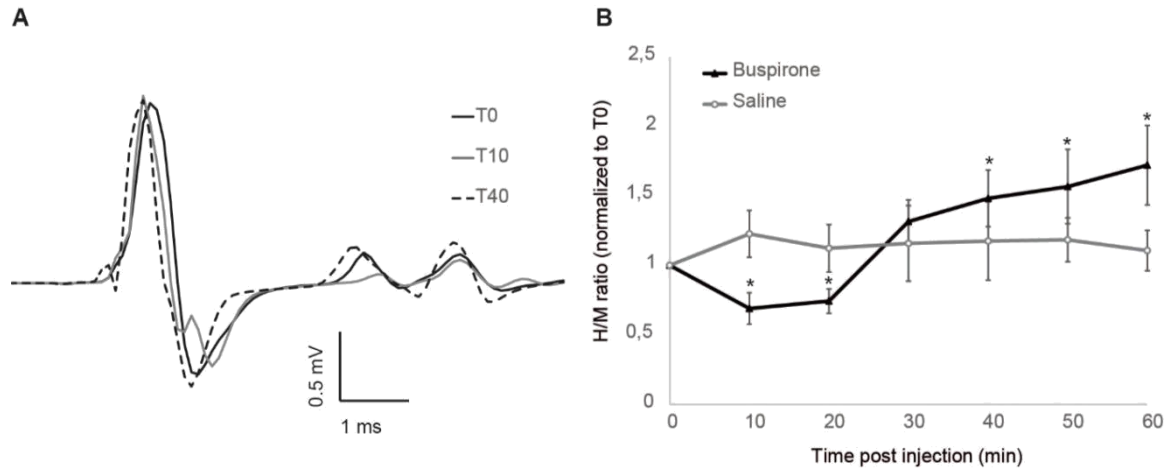 A
T0
T10
T40
0.5 mV
1 ms
B
H/M ratio (normalized to T0)
2,5
2
1,5
1
0,5
0
Buspirone
Saline
*
*
*
*
*
0
10
20
30
40
50
60
Time post injection (min)